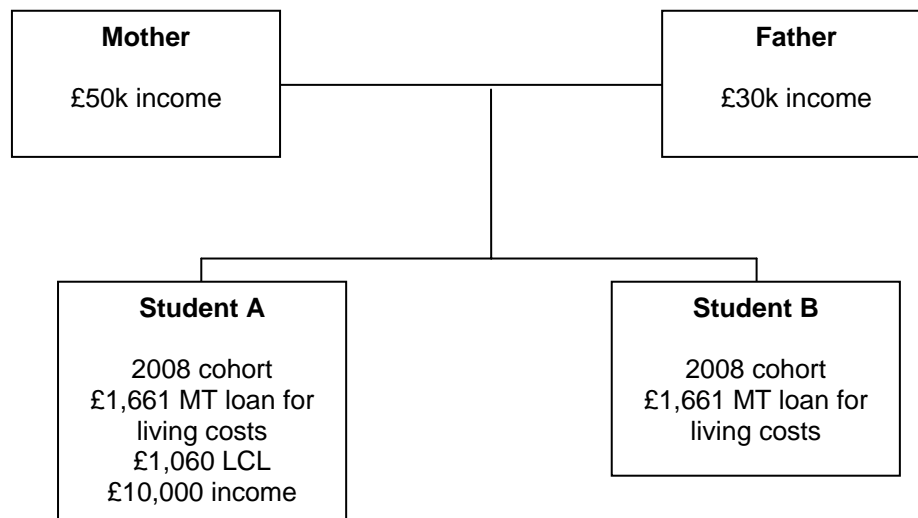 Mother
£50k income
Father
£30k income
Student A
2008 cohort
£1,661 MT loan for
living costs
£1,060 LCL
£10,000 income
Student B
2008 cohort
£1,661 MT loan for
living costs